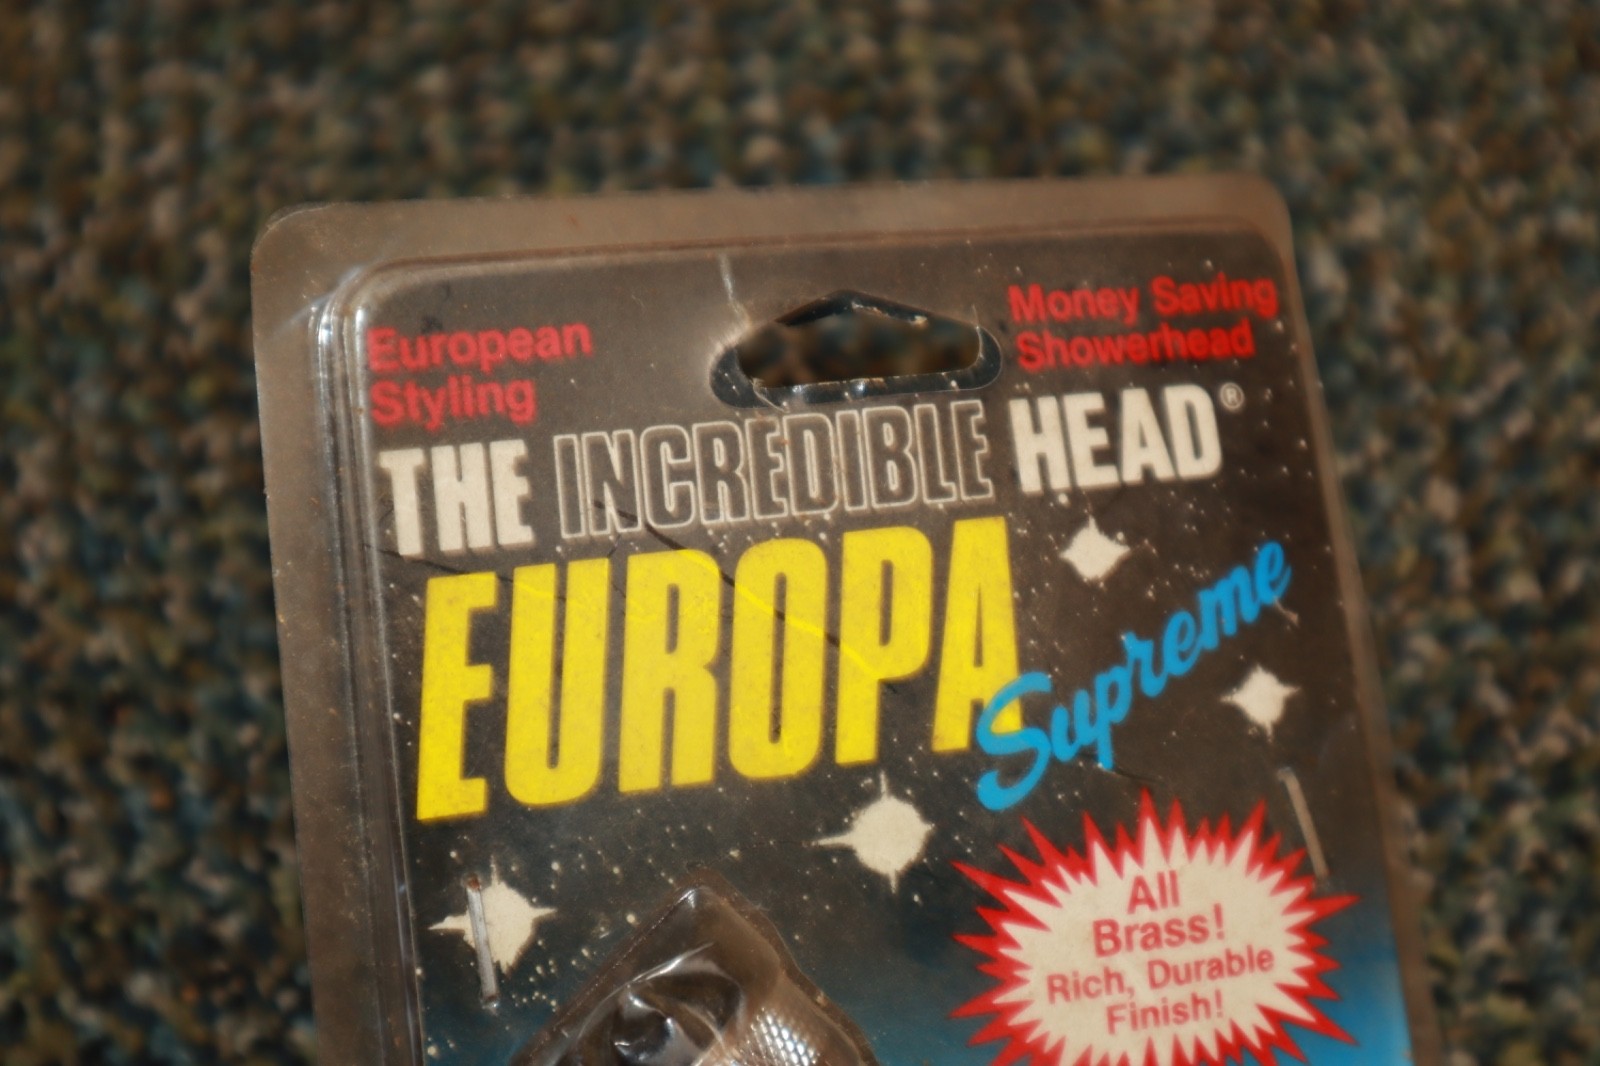 European
Styling
Money Saving
Showerhead
THE INCREDIBLE HEAD®
EUROPA
Supreme
All
Brass!
Rich, Durable
Finish!